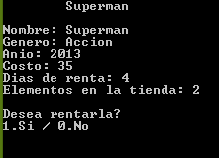 Superman
Nombre: Superman
Genero: Accion
Anio: 2013
Costo: 35
Dias de renta: 4
Elementos en la tienda: 2
Desea rentarla?
1.Si / 0.No